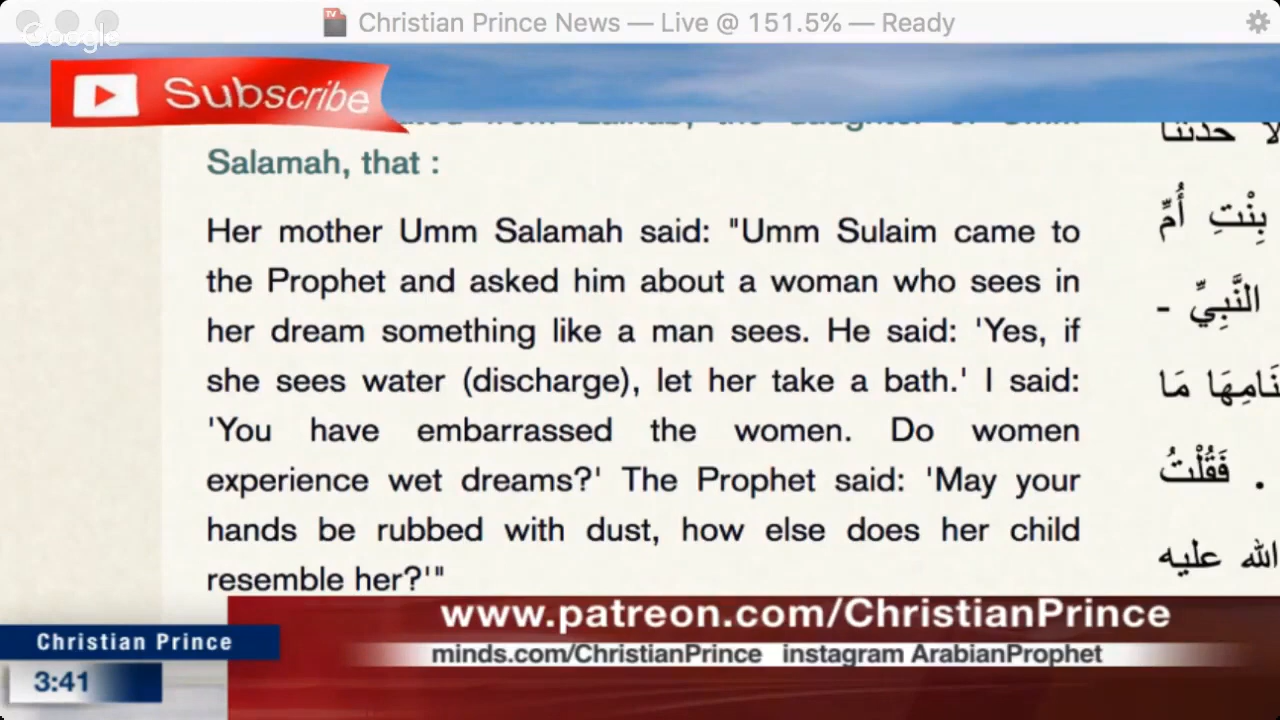 Christian Prince News — Live @ 151.5% — Ready
Google
Subscribe
Salamah, that :
Her mother Umm Salamah said: "Umm Sulaim came to
the Prophet and asked him about a woman who sees in
her dream something like a man sees. He said: 'Yes, if
she sees water (discharge), let her take a bath.' I said:
'You have embarrassed the women. Do women
experience wet dreams?' The Prophet said: 'May your
hands be rubbed with dust, how else does her child
resemble her?'"
لا حدثنا
بِنْتِ أُمِّ
النَّبِيِّ -
مَا
. فَقُلْتُ
الله عليه
www.patreon.com/ChristianPrince
Christian Prince
minds.com/ChristianPrince instagram ArabianProphet
3:41